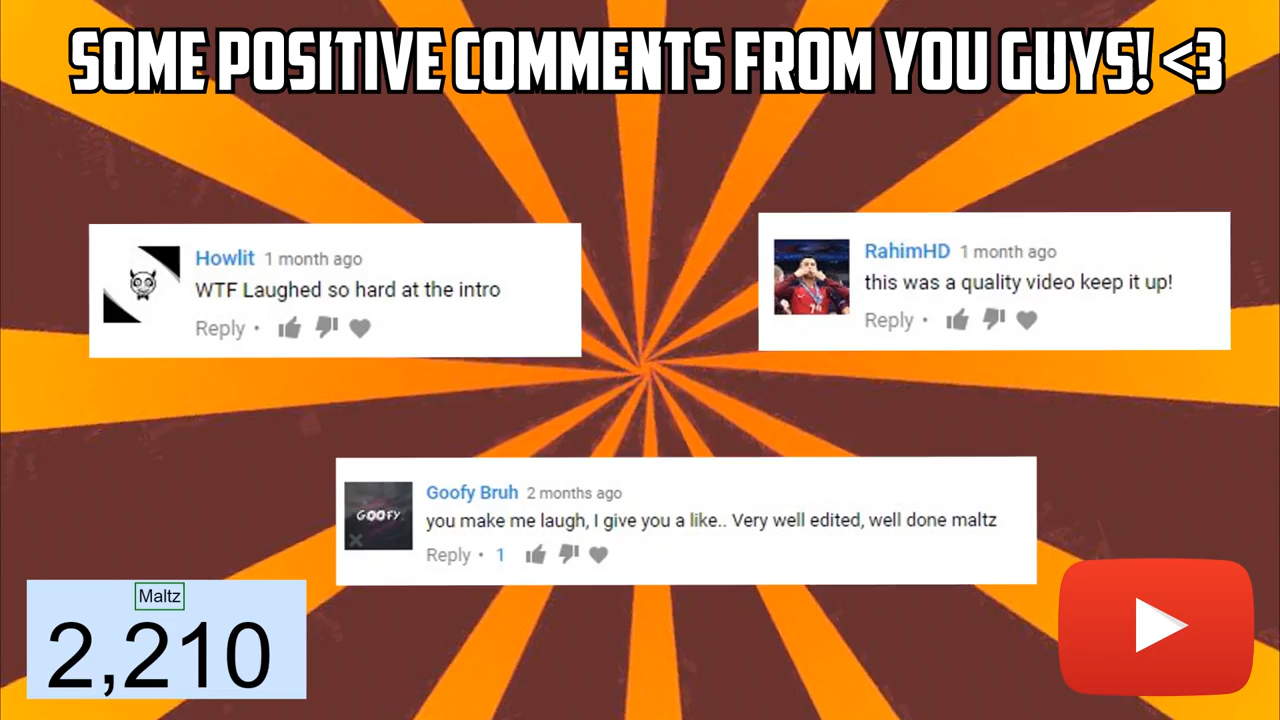 SOME POSITIVE COMMENTS FROM YOU GUYS! <3
Howlit 1 month ago
WTF Laughed so hard at the intro
Reply •
RahimHD 1 month ago
this was a quality video keep it up!
Reply •
Goofy Bruh 2 months ago
you make me laugh, I give you a like.. Very well edited, well done maltz
Reply • 1
GOOFY
Maltz
2,210